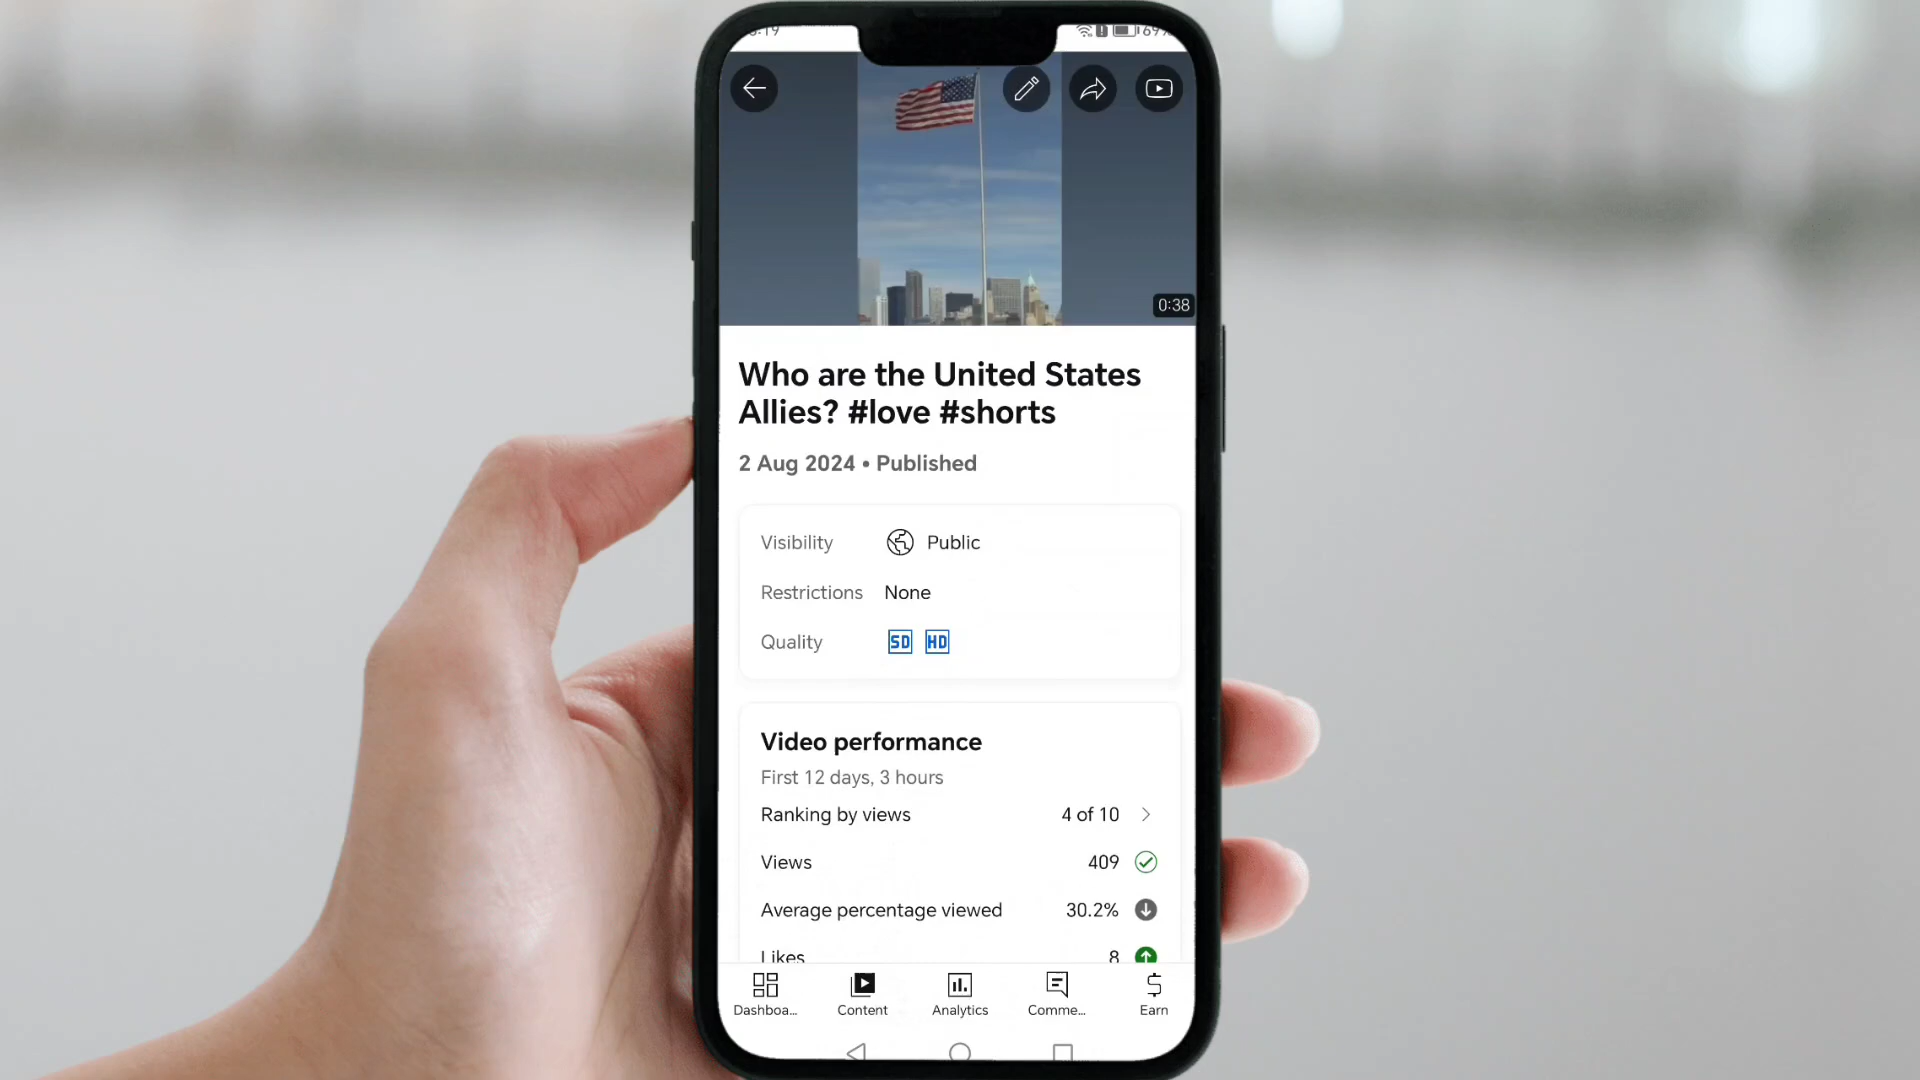 0:38
Who are the United States
Allies? #love #shorts
2 Aug 2024 • Published
Visibility Public
Restrictions None
Quality SD HD
Video performance
First 12 days, 3 hours
Ranking by views 4 of 10
Views 409
Average percentage viewed 30.2%
Likes 8
Dashboa... Content Analytics Comme... Earn